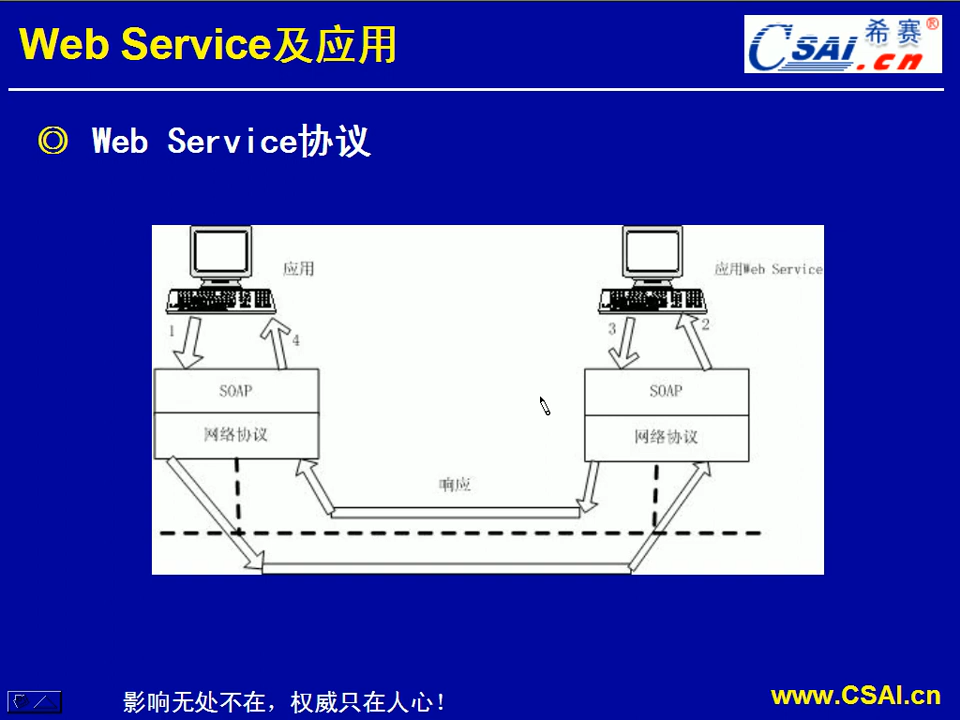 Web Service及应用
CSAI.cn 希赛®
◎ Web Service协议
应用
应用Web Service
1
4
3
2
SOAP
SOAP
网络协议
网络协议
响应
影响无处不在，权威只在人心！
www.CSAI.cn